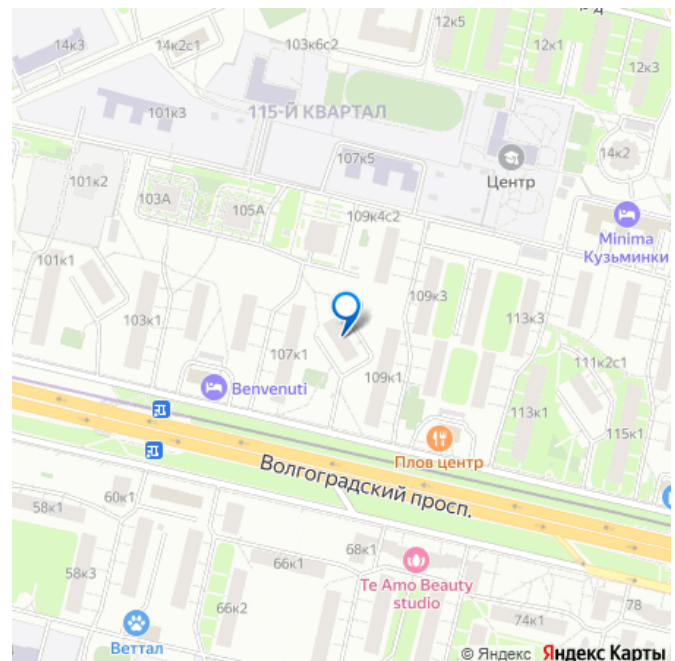 12к5
14к3
14к2с1
103к6с2
12к1
12к3
101к3
115-Й КВАРТАЛ
107к5
14к2
Центр
101к2
103А
105А
109к4с2
Minima
Кузьминки
101к1
109к3
103к1
113к3
107к1
111к2с1
109к1
Benvenuti
113к1
115к1
Плов центр
Волгоградский просп.
60к1
58к1
68к1
66к1
58к3
Te Amo Beauty
studio
66к2
74к1
78
Веттал
© Яндекс Яндекс Карты